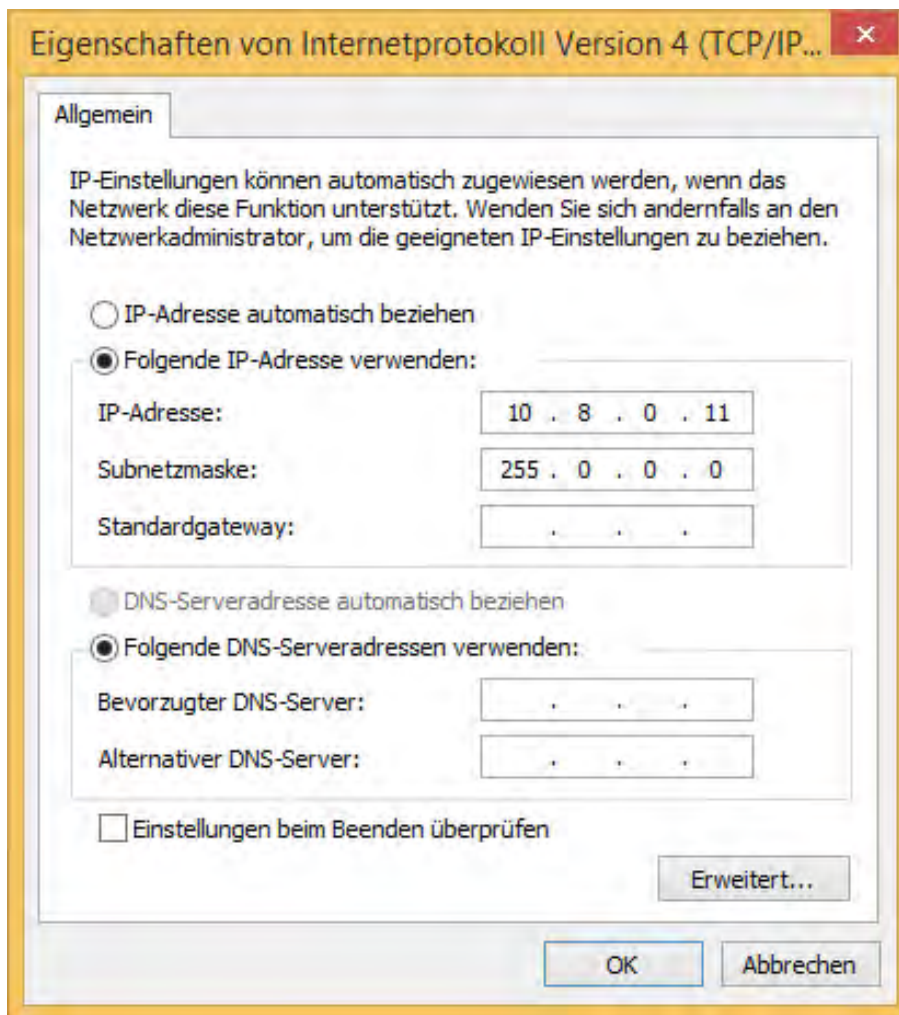 Eigenschaften von Internetprotokoll Version 4 (TCP/IP...
Allgemein
IP-Einstellungen können automatisch zugewiesen werden, wenn das
Netzwerk diese Funktion unterstützt. Wenden Sie sich andernfalls an den
Netzwerkadministrator, um die geeigneten IP-Einstellungen zu beziehen.
IP-Adresse automatisch beziehen
Folgende IP-Adresse verwenden:
IP-Adresse: 10 . 8 . 0 . 11
Subnetzmaske: 255 . 0 . 0 . 0
Standardgateway: . . .
DNS-Serveradresse automatisch beziehen
Folgende DNS-Serveradressen verwenden:
Bevorzugter DNS-Server: . . .
Alternativer DNS-Server: . . .
Einstellungen beim Beenden überprüfen
Erweitert...
OK Abbrechen